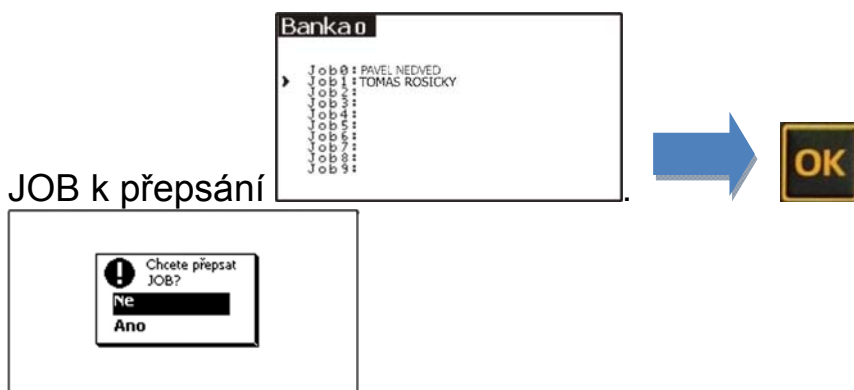 Banka 0
Job0: PAVEL NEDVED
Job1: TOMAS ROSICKY
Job2:
Job3:
Job4:
Job5:
Job6:
Job7:
Job8:
Job9:
JOB k přepsání .
OK
Chcete přepsat
JOB?
Ne
Ano